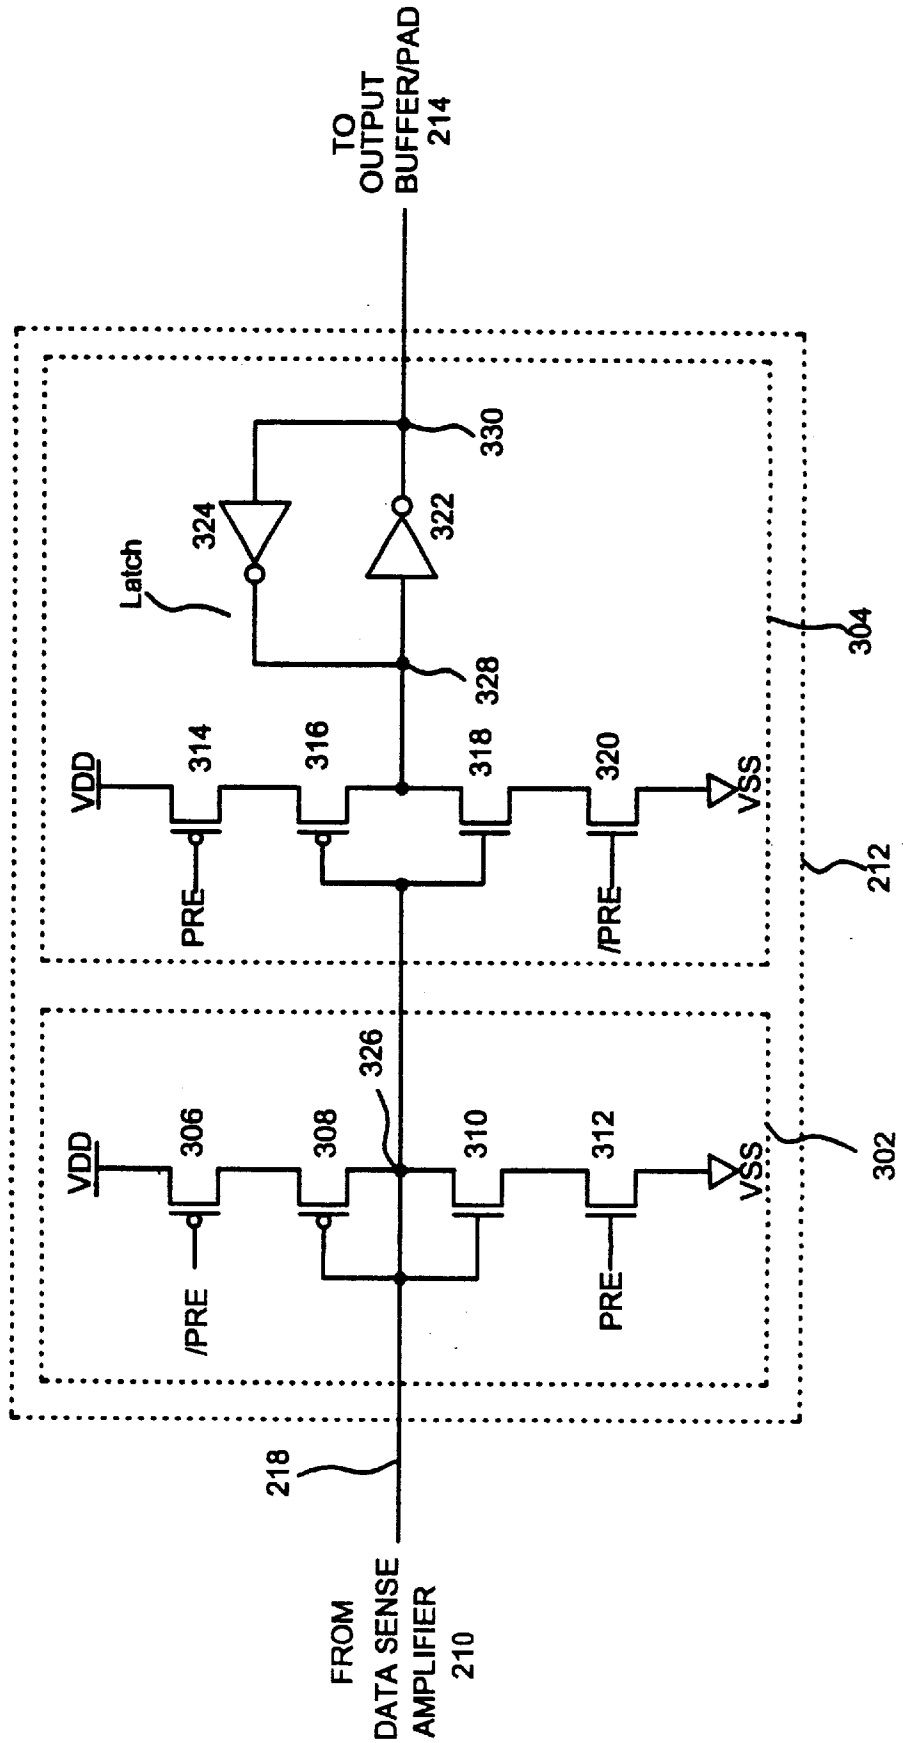 FROM
DATA SENSE
AMPLIFIER
210
218
VDD
/PRE
306
308
326
310
312
PRE
VSS
302
VDD
PRE
314
316
318
320
/PRE
VSS
328
Latch
324
322
330
304
212
TO
OUTPUT
BUFFER/PAD
214